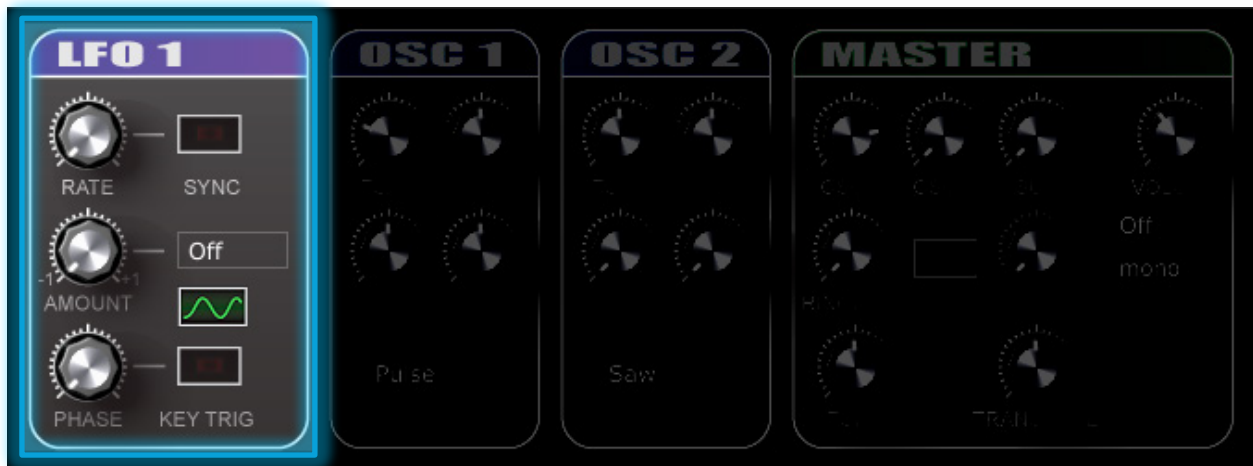 LFO 1
RATE
SYNC
Off
-1
+1
AMOUNT
PHASE
KEY TRIG
OSC 1
Pulse
OSC 2
Saw
MASTER
Off
mono